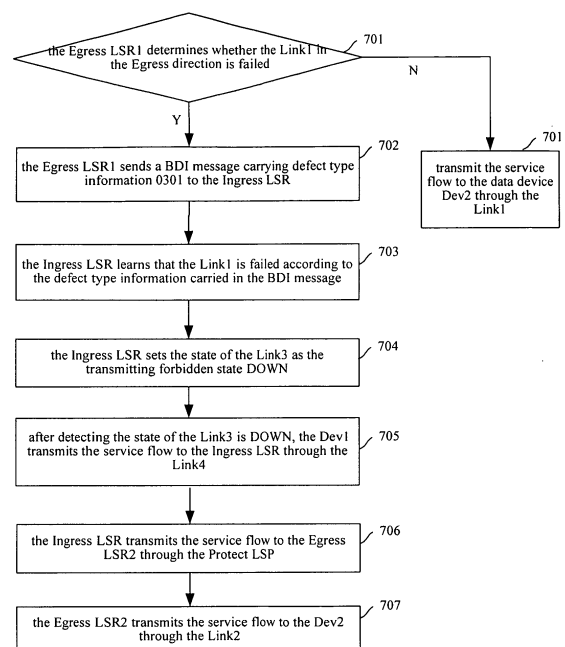 701
the Egress LSR1 determines whether the Link1 in
the Egress direction is failed
N
Y
701
transmit the service
flow to the data device
Dev2 through the
Link1
702
the Egress LSR1 sends a BDI message carrying defect type
information 0301 to the Ingress LSR
703
the Ingress LSR learns that the Link1 is failed according to
the defect type information carried in the BDI message
704
the Ingress LSR sets the state of the Link3 as the
transmitting forbidden state DOWN
705
after detecting the state of the Link3 is DOWN, the Dev1
transmits the service flow to the Ingress LSR through the
Link4
706
the Ingress LSR transmits the service flow to the Egress
LSR2 through the Protect LSP
707
the Egress LSR2 transmits the service flow to the Dev2
through the Link2